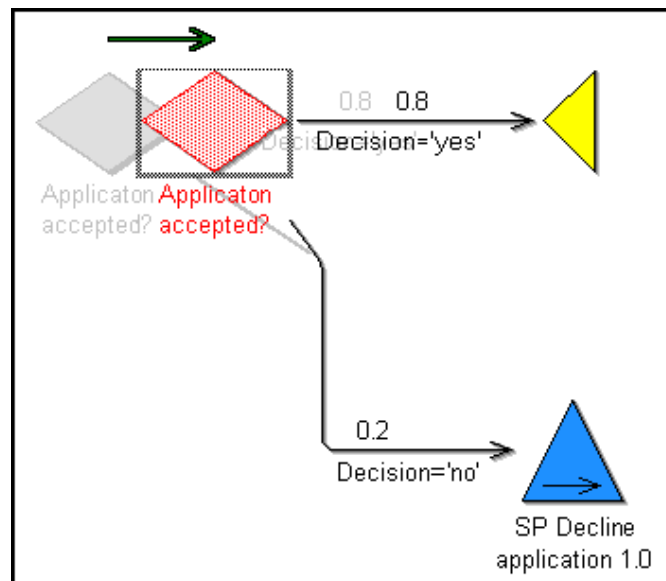 0.8 0.8
Decision='yes'
Applicaton Applicaton
accepted? accepted?
0.2
Decision='no'
SP Decline
application 1.0